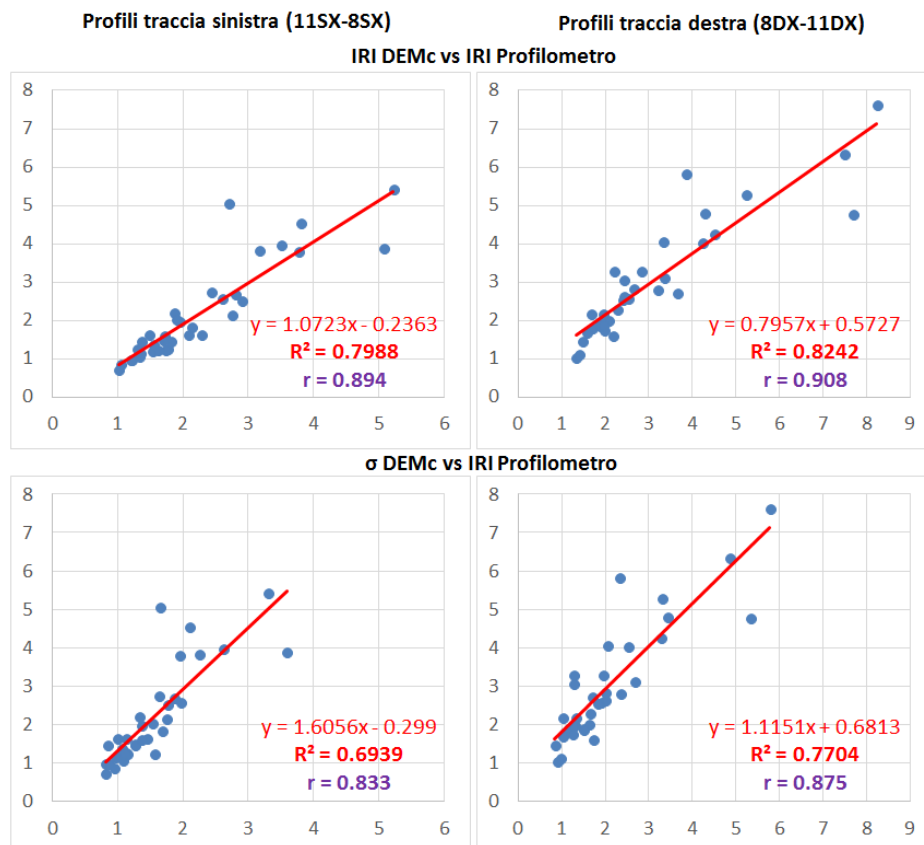 Profili traccia sinistra (11SX-8SX)
Profili traccia destra (8DX-11DX)
IRI DEMc vs IRI Profilometro
8
7
6
5
4
3
2
1
0
0 1 2 3 4 5 6
y = 1.0723x - 0.2363
R² = 0.7988
r = 0.894
8
7
6
5
4
3
2
1
0
0 1 2 3 4 5 6 7 8 9
y = 0.7957x + 0.5727
R² = 0.8242
r = 0.908
σ DEMc vs IRI Profilometro
8
7
6
5
4
3
2
1
0
0 1 2 3 4 5 6
y = 1.6056x - 0.299
R² = 0.6939
r = 0.833
8
7
6
5
4
3
2
1
0
0 1 2 3 4 5 6 7 8 9
y = 1.1151x + 0.6813
R² = 0.7704
r = 0.875